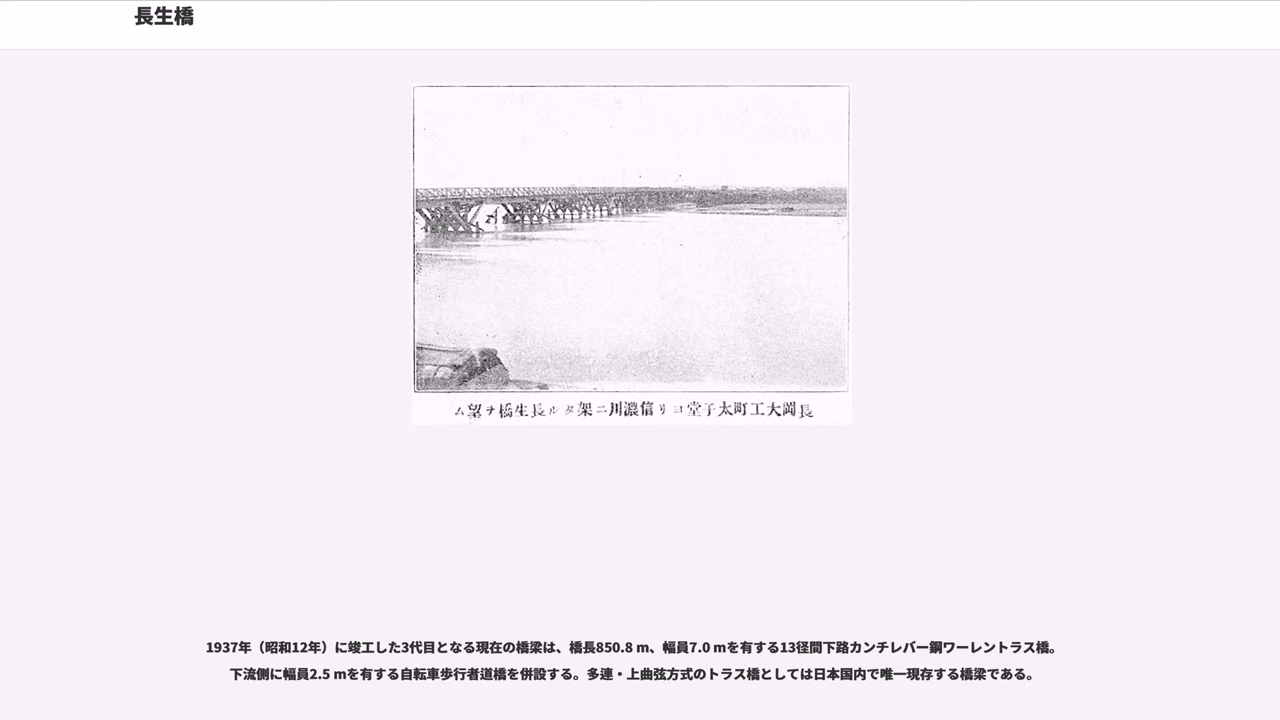 長生橋
長岡大工町太子堂ヨリ信濃川ニ架タル長生橋ヲ望ム
1937年（昭和12年）に竣工した3代目となる現在の橋梁は、橋長850.8 m、幅員7.0 mを有する13径間下路カンチレバー鋼ワーレントラス橋。
下流側に幅員2.5 mを有する自転車歩行者道橋を併設する。多連・上曲弦方式のトラス橋としては日本国内で唯一現存する橋梁である。